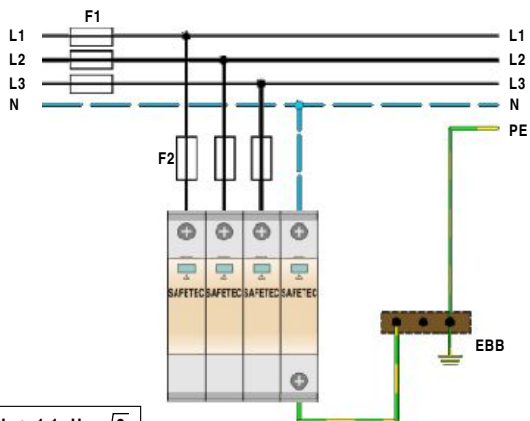 F1
L1 L1
L2 L2
L3 L3
N N
PE
F2
SAFETEC SAFETEC SAFETEC SAFETEC
EBB